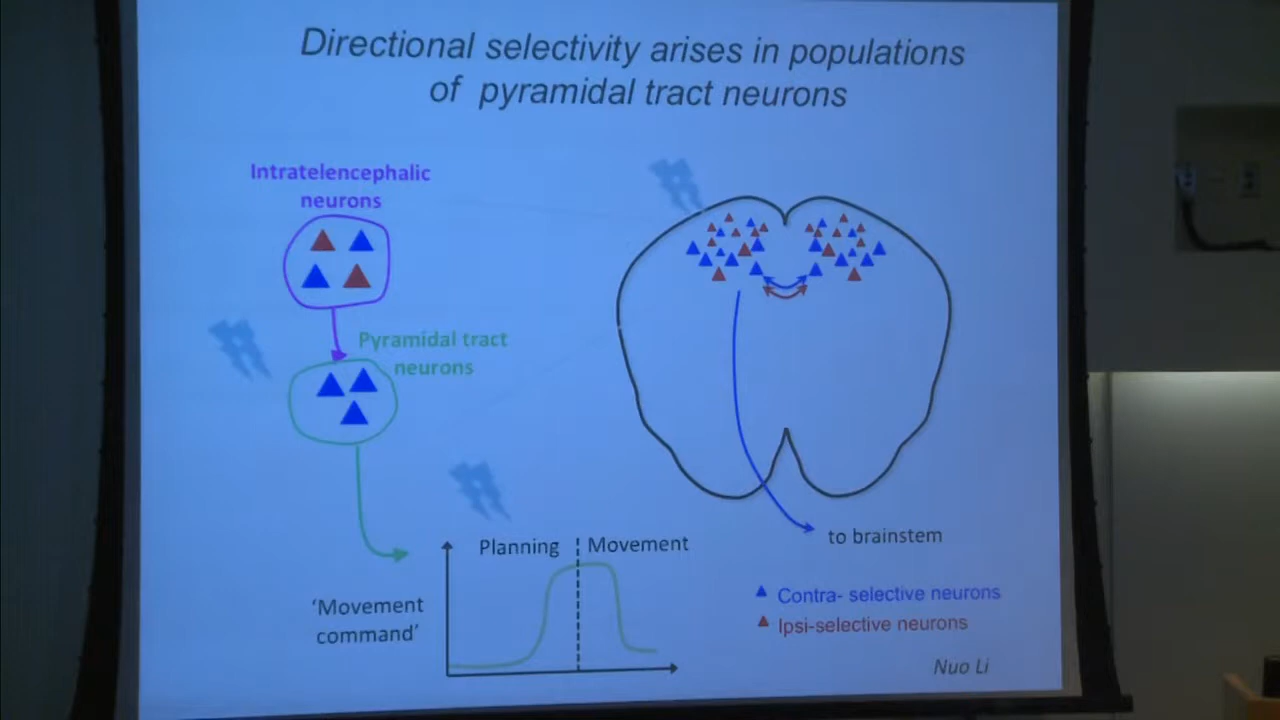 Directional selectivity arises in populations
of pyramidal tract neurons
Intratelencephalic
neurons
Pyramidal tract
neurons
Planning
Movement
'Movement
command'
to brainstem
Contra- selective neurons
Ipsi-selective neurons
Nuo Li